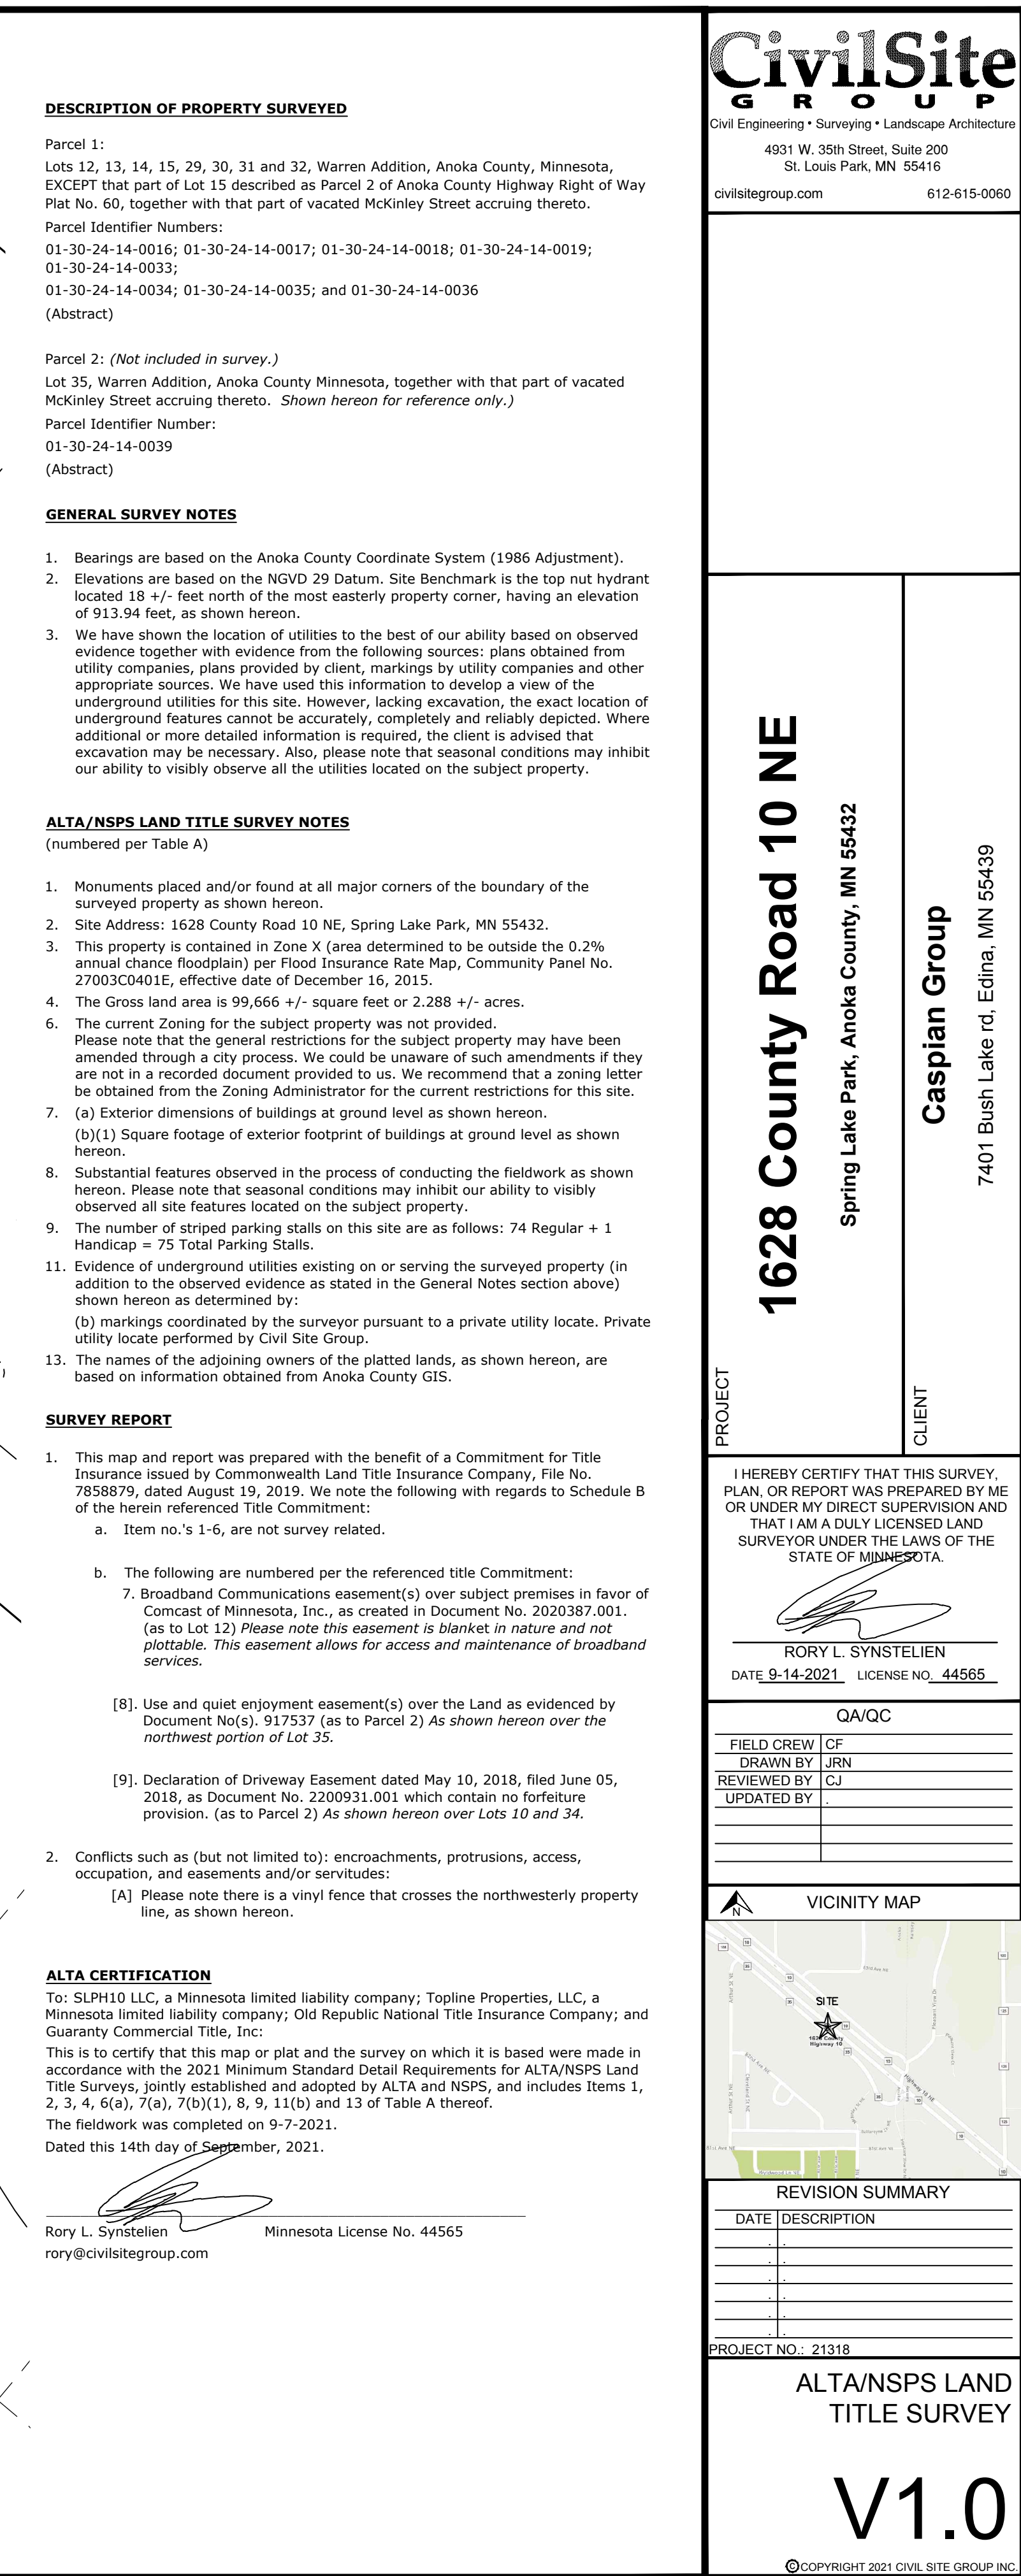 DESCRIPTION OF PROPERTY SURVEYED
Parcel 1:
Lots 12, 13, 14, 15, 29, 30, 31 and 32, Warren Addition, Anoka County, Minnesota,
EXCEPT that part of Lot 15 described as Parcel 2 of Anoka County Highway Right of Way
Plat No. 60, together with that part of vacated McKinley Street accruing thereto.
Parcel Identifier Numbers:
01-30-24-14-0016; 01-30-24-14-0017; 01-30-24-14-0018; 01-30-24-14-0019;
01-30-24-14-0033;
01-30-24-14-0034; 01-30-24-14-0035; and 01-30-24-14-0036
(Abstract)
Parcel 2: (Not included in survey.)
Lot 35, Warren Addition, Anoka County Minnesota, together with that part of vacated
McKinley Street accruing thereto. Shown hereon for reference only.)
Parcel Identifier Number:
01-30-24-14-0039
(Abstract)
GENERAL SURVEY NOTES
1. Bearings are based on the Anoka County Coordinate System (1986 Adjustment).
2. Elevations are based on the NGVD 29 Datum. Site Benchmark is the top nut hydrant
located 18 +/- feet north of the most easterly property corner, having an elevation
of 913.94 feet, as shown hereon.
3. We have shown the location of utilities to the best of our ability based on observed
evidence together with evidence from the following sources: plans obtained from
utility companies, plans provided by client, markings by utility companies and other
appropriate sources. We have used this information to develop a view of the
underground utilities for this site. However, lacking excavation, the exact location of
underground features cannot be accurately, completely and reliably depicted. Where
additional or more detailed information is required, the client is advised that
excavation may be necessary. Also, please note that seasonal conditions may inhibit
our ability to visibly observe all the utilities located on the subject property.
ALTA/NSPS LAND TITLE SURVEY NOTES
(numbered per Table A)
1. Monuments placed and/or found at all major corners of the boundary of the
surveyed property as shown hereon.
2. Site Address: 1628 County Road 10 NE, Spring Lake Park, MN 55432.
3. This property is contained in Zone X (area determined to be outside the 0.2%
annual chance floodplain) per Flood Insurance Rate Map, Community Panel No.
27003C0401E, effective date of December 16, 2015.
4. The Gross land area is 99,666 +/- square feet or 2.288 +/- acres.
6. The current Zoning for the subject property was not provided.
Please note that the general restrictions for the subject property may have been
amended through a city process. We could be unaware of such amendments if they
are not in a recorded document provided to us. We recommend that a zoning letter
be obtained from the Zoning Administrator for the current restrictions for this site.
7. (a) Exterior dimensions of buildings at ground level as shown hereon.
(b)(1) Square footage of exterior footprint of buildings at ground level as shown
hereon.
8. Substantial features observed in the process of conducting the fieldwork as shown
hereon. Please note that seasonal conditions may inhibit our ability to visibly
observed all site features located on the subject property.
9. The number of striped parking stalls on this site are as follows: 74 Regular + 1
Handicap = 75 Total Parking Stalls.
11. Evidence of underground utilities existing on or serving the surveyed property (in
addition to the observed evidence as stated in the General Notes section above)
shown hereon as determined by:
(b) markings coordinated by the surveyor pursuant to a private utility locate. Private
utility locate performed by Civil Site Group.
13. The names of the adjoining owners of the platted lands, as shown hereon, are
based on information obtained from Anoka County GIS.
SURVEY REPORT
1. This map and report was prepared with the benefit of a Commitment for Title
Insurance issued by Commonwealth Land Title Insurance Company, File No.
7858879, dated August 19, 2019. We note the following with regards to Schedule B
of the herein referenced Title Commitment:
a. Item no.'s 1-6, are not survey related.
b. The following are numbered per the referenced title Commitment:
7. Broadband Communications easement(s) over subject premises in favor of
Comcast of Minnesota, Inc., as created in Document No. 2020387.001.
(as to Lot 12) Please note this easement is blanket in nature and not
plottable. This easement allows for access and maintenance of broadband
services.
[8]. Use and quiet enjoyment easement(s) over the Land as evidenced by
Document No(s). 917537 (as to Parcel 2) As shown hereon over the
northwest portion of Lot 35.
[9]. Declaration of Driveway Easement dated May 10, 2018, filed June 05,
2018, as Document No. 2200931.001 which contain no forfeiture
provision. (as to Parcel 2) As shown hereon over Lots 10 and 34.
2. Conflicts such as (but not limited to): encroachments, protrusions, access,
occupation, and easements and/or servitudes:
[A] Please note there is a vinyl fence that crosses the northwesterly property
line, as shown hereon.
ALTA CERTIFICATION
To: SLPH10 LLC, a Minnesota limited liability company; Topline Properties, LLC, a
Minnesota limited liability company; Old Republic National Title Insurance Company; and
Guaranty Commercial Title, Inc:
This is to certify that this map or plat and the survey on which it is based were made in
accordance with the 2021 Minimum Standard Detail Requirements for ALTA/NSPS Land
Title Surveys, jointly established and adopted by ALTA and NSPS, and includes Items 1,
2, 3, 4, 6(a), 7(a), 7(b)(1), 8, 9, 11(b) and 13 of Table A thereof.
The fieldwork was completed on 9-7-2021.
Dated this 14th day of September, 2021.
Rory L. Synstelien Minnesota License No. 44565
rory@civilsitegroup.com
CivilSite
GROUP
Civil Engineering • Surveying • Landscape Architecture
4931 W. 35th Street, Suite 200
St. Louis Park, MN 55416
civilsitegroup.com 612-615-0060
PROJECT
1628 County Road 10 NE
Spring Lake Park, Anoka County, MN 55432
CLIENT
Caspian Group
7401 Bush Lake rd, Edina, MN 55439
I HEREBY CERTIFY THAT THIS SURVEY,
PLAN, OR REPORT WAS PREPARED BY ME
OR UNDER MY DIRECT SUPERVISION AND
THAT I AM A DULY LICENSED LAND
SURVEYOR UNDER THE LAWS OF THE
STATE OF MINNESOTA.
RORY L. SYNSTELIEN
DATE 9-14-2021 LICENSE NO. 44565
QA/QC
FIELD CREW CF
DRAWN BY JRN
REVIEWED BY CJ
UPDATED BY .
N VICINITY MAP
SITE
1628 County
Highway 10
Highway 10 NE
Pleasant View Dr
83rd Ave NE
81st Ave NE
REVISION SUMMARY
DATE DESCRIPTION
. .
. .
. .
. .
. .
. .
PROJECT NO.: 21318
ALTA/NSPS LAND
TITLE SURVEY
V1.0
© COPYRIGHT 2021 CIVIL SITE GROUP INC.